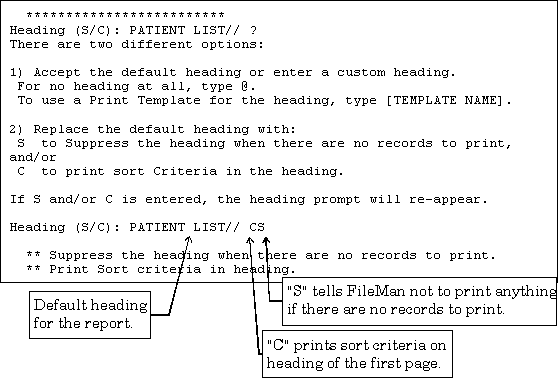 *************************
Heading (S/C): PATIENT LIST// ?
There are two different options:
1) Accept the default heading or enter a custom heading.
For no heading at all, type @.
To use a Print Template for the heading, type [TEMPLATE NAME].
2) Replace the default heading with:
S  to Suppress the heading when there are no records to print,
and/or
C  to print sort Criteria in the heading.
If S and/or C is entered, the heading prompt will re-appear.
Heading (S/C): PATIENT LIST// CS
** Suppress the heading when there are no records to print.
** Print Sort criteria in heading.
Default heading
for the report.
"S" tells FileMan not to print anything
if there are no records to print.
"C" prints sort criteria on
heading of the first page.